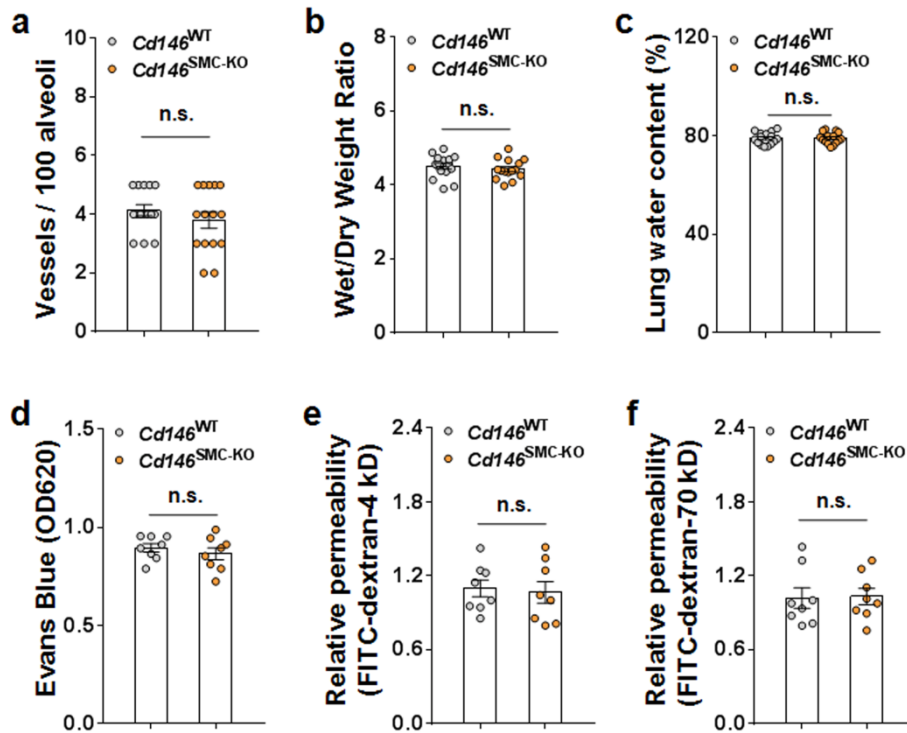 a
Vessels / 100 alveoli
10
8
6
4
2
0
Cd146WT
Cd146SMC-KO
n.s.
b
Wet/Dry Weight Ratio
8
6
4
2
0
Cd146WT
Cd146SMC-KO
n.s.
c
Lung water content (%)
120
80
40
0
Cd146WT
Cd146SMC-KO
n.s.
d
Evans Blue (OD620)
1.5
1.0
0.5
0.0
Cd146WT
Cd146SMC-KO
n.s.
e
Relative permeability
(FITC-dextran-4 kD)
2.4
1.8
1.2
0.6
0.0
Cd146WT
Cd146SMC-KO
n.s.
f
Relative permeability
(FITC-dextran-70 kD)
2.4
1.8
1.2
0.6
0.0
Cd146WT
Cd146SMC-KO
n.s.